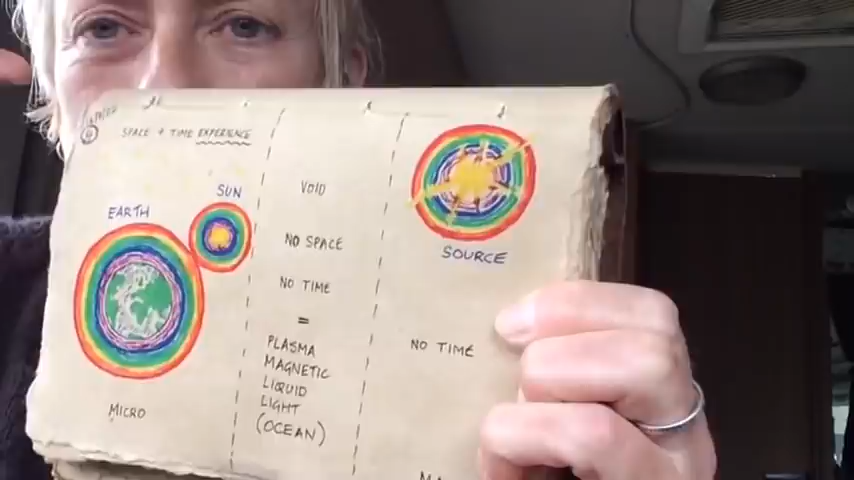 SPACE + TIME EXPERIENCE
EARTH
SUN
MICRO
VOID
NO SPACE
NO TIME
=
PLASMA
MAGNETIC
LIQUID
LIGHT
(OCEAN)
SOURCE
NO TIME